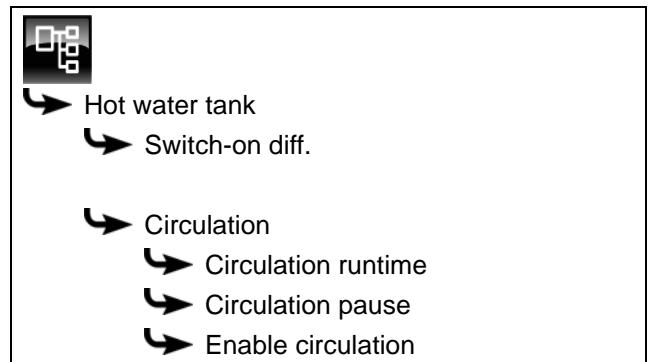 Hot water tank
Switch-on diff.
Circulation
Circulation runtime
Circulation pause
Enable circulation